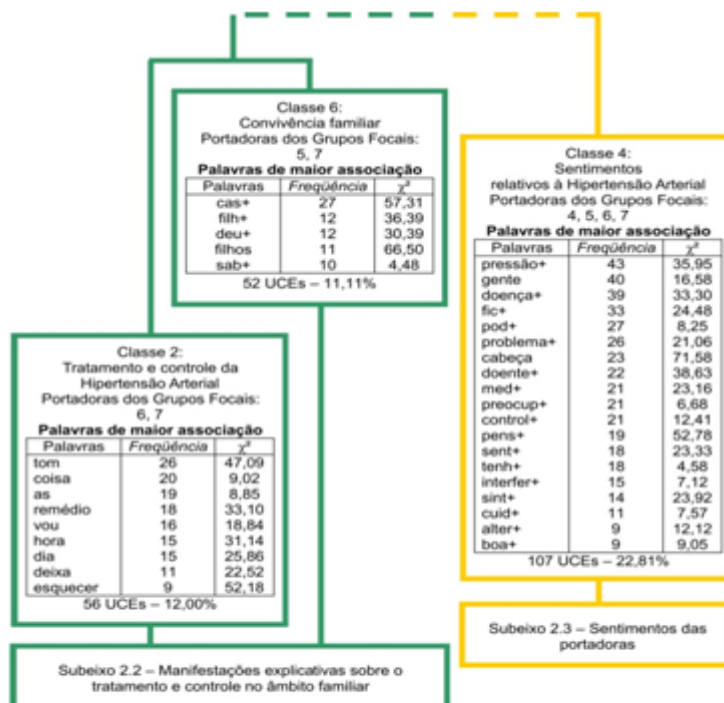 Classe 6:
Convivência familiar
Portadoras dos Grupos Focais:
5, 7
Palavras de maior associação
Palavras Freqüência χ²
cas+ 27 57,31
filh+ 12 36,39
deu+ 12 30,39
filhos 11 66,50
sab+ 10 4,48
52 UCEs – 11,11%
Classe 2:
Tratamento e controle da
Hipertensão Arterial
Portadoras dos Grupos Focais:
6, 7
Palavras de maior associação
Palavras Freqüência χ²
tom 26 47,09
coisa 20 9,02
as 19 8,85
remédio 18 33,10
vou 16 18,84
hora 15 31,14
dia 15 25,86
deixa 11 22,52
esquecer 9 52,18
56 UCEs – 12,00%
Subeixo 2.2 – Manifestações explicativas sobre o
tratamento e controle no âmbito familiar
Classe 4:
Sentimentos
relativos à Hipertensão Arterial
Portadoras dos Grupos Focais:
4, 5, 6, 7
Palavras de maior associação
Palavras Freqüência χ²
pressão+ 43 35,95
gente 40 16,58
doença+ 39 33,30
fic+ 33 24,48
pod+ 27 8,25
problema+ 26 21,06
cabeça 23 71,58
doente+ 22 38,63
med+ 21 23,16
preocup+ 21 6,68
control+ 21 12,41
pens+ 19 52,78
sent+ 18 23,33
tenh+ 18 4,58
interfer+ 15 7,12
sint+ 14 23,92
cuid+ 11 7,57
alter+ 9 12,12
boa+ 9 9,05
107 UCEs – 22,81%
Subeixo 2.3 – Sentimentos das
portadoras